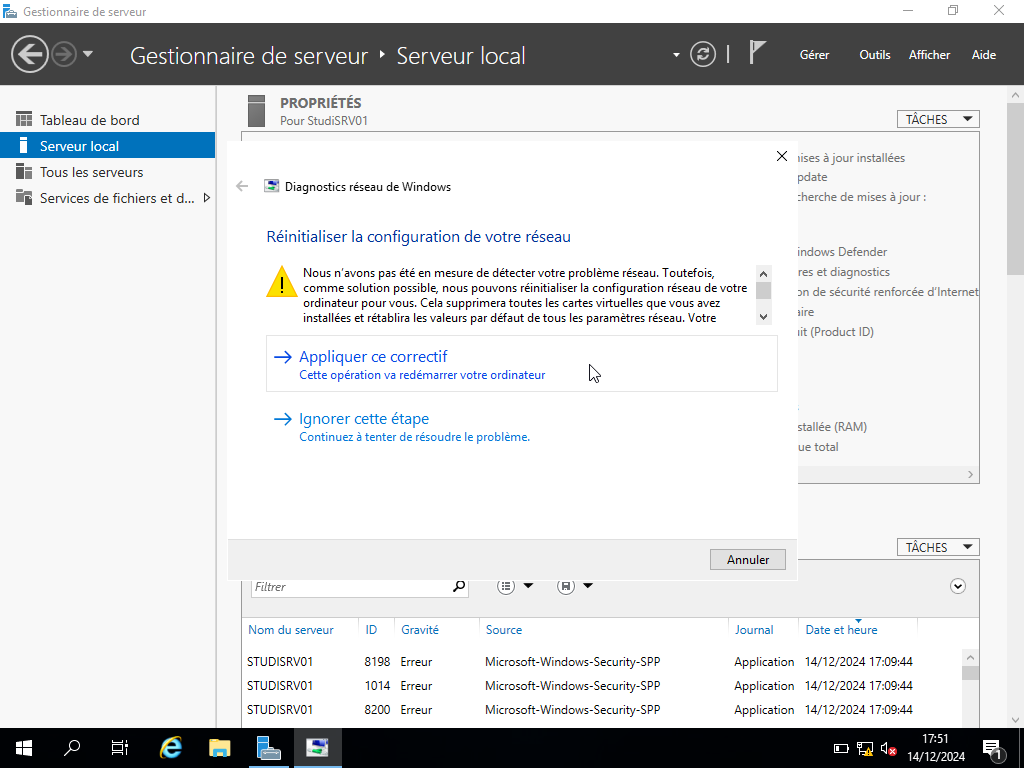 Gestionnaire de serveur
Gestionnaire de serveur ‣ Serveur local
Gérer
Outils
Afficher
Aide
Tableau de bord
Serveur local
Tous les serveurs
Services de fichiers et d...
PROPRIÉTÉS
Pour StudiSRV01
TÂCHES
mises à jour installées
pdate
cherche de mises à jour :
indows Defender
res et diagnostics
on de sécurité renforcée d'Internet
aire
uit (Product ID)
stallée (RAM)
ue total
Diagnostics réseau de Windows
Réinitialiser la configuration de votre réseau
Nous n'avons pas été en mesure de détecter votre problème réseau. Toutefois,
comme solution possible, nous pouvons réinitialiser la configuration réseau de votre
ordinateur pour vous. Cela supprimera toutes les cartes virtuelles que vous avez
installées et rétablira les valeurs par défaut de tous les paramètres réseau. Votre
Appliquer ce correctif
Cette opération va redémarrer votre ordinateur
Ignorer cette étape
Continuez à tenter de résoudre le problème.
Annuler
TÂCHES
Filtrer
Nom du serveur ID Gravité Source Journal Date et heure
STUDISRV01 8198 Erreur Microsoft-Windows-Security-SPP Application 14/12/2024 17:09:44
STUDISRV01 1014 Erreur Microsoft-Windows-Security-SPP Application 14/12/2024 17:09:44
STUDISRV01 8200 Erreur Microsoft-Windows-Security-SPP Application 14/12/2024 17:09:44
17:51
14/12/2024
1